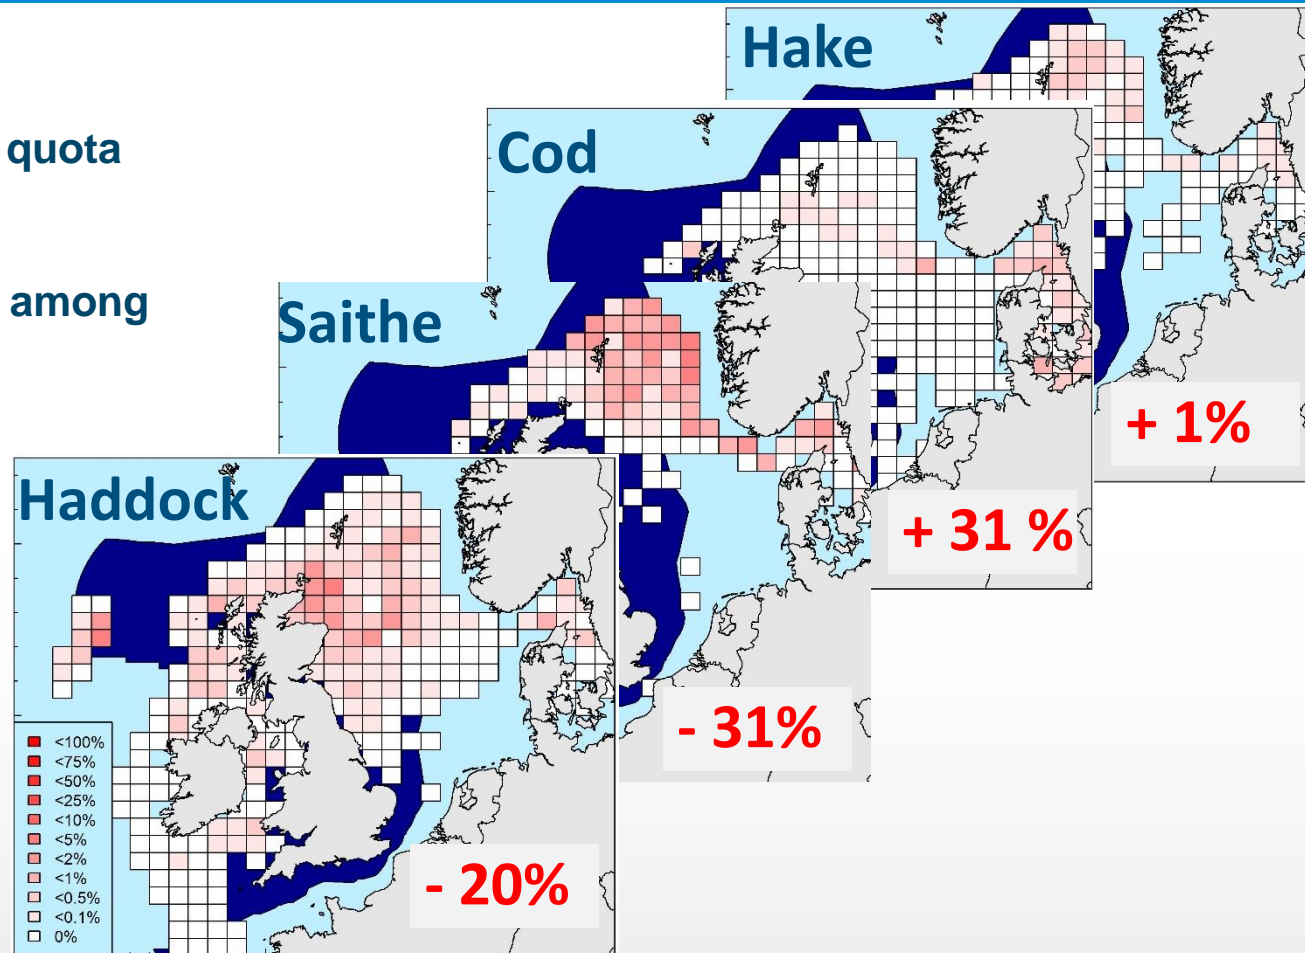 Hake
quota
Cod
among
Saithe
+ 1%
Haddock
+ 31 %
- 31%
<100%
<75%
<50%
<25%
<10%
<5%
<2%
<1%
<0.5%
<0.1%
0%
- 20%